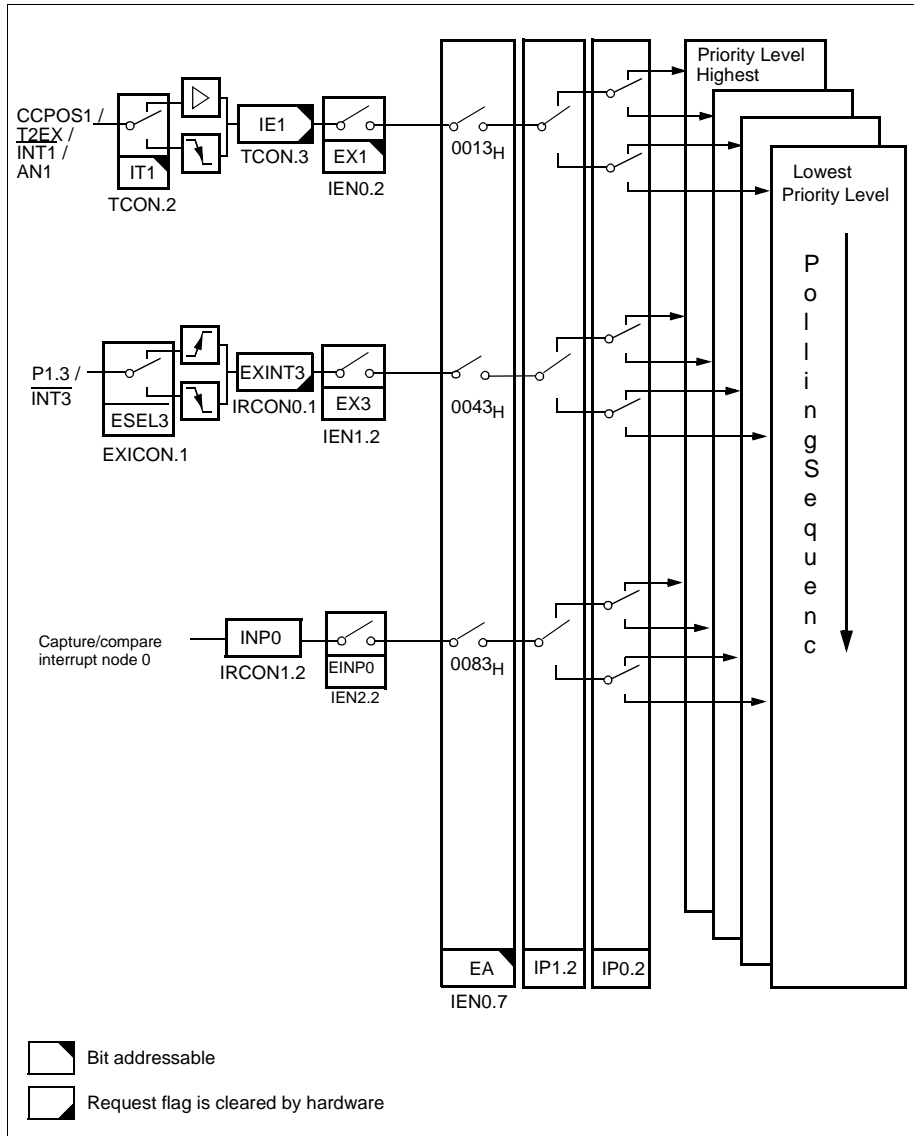 Priority Level
Highest
CCPOS1 /
T2EX /
INT1 /
AN1
IT1
TCON.2
IE1
TCON.3
EX1
IEN0.2
0013H
Lowest
Priority Level
P1.3 /
INT3
ESEL3
EXICON.1
EXINT3
IRCON0.1
EX3
IEN1.2
0043H
Capture/compare
interrupt node 0
INP0
IRCON1.2
EINP0
IEN2.2
0083H
P
o
l
l
i
n
g
S
e
q
u
e
n
c
EA
IEN0.7
IP1.2
IP0.2
Bit addressable
Request flag is cleared by hardware